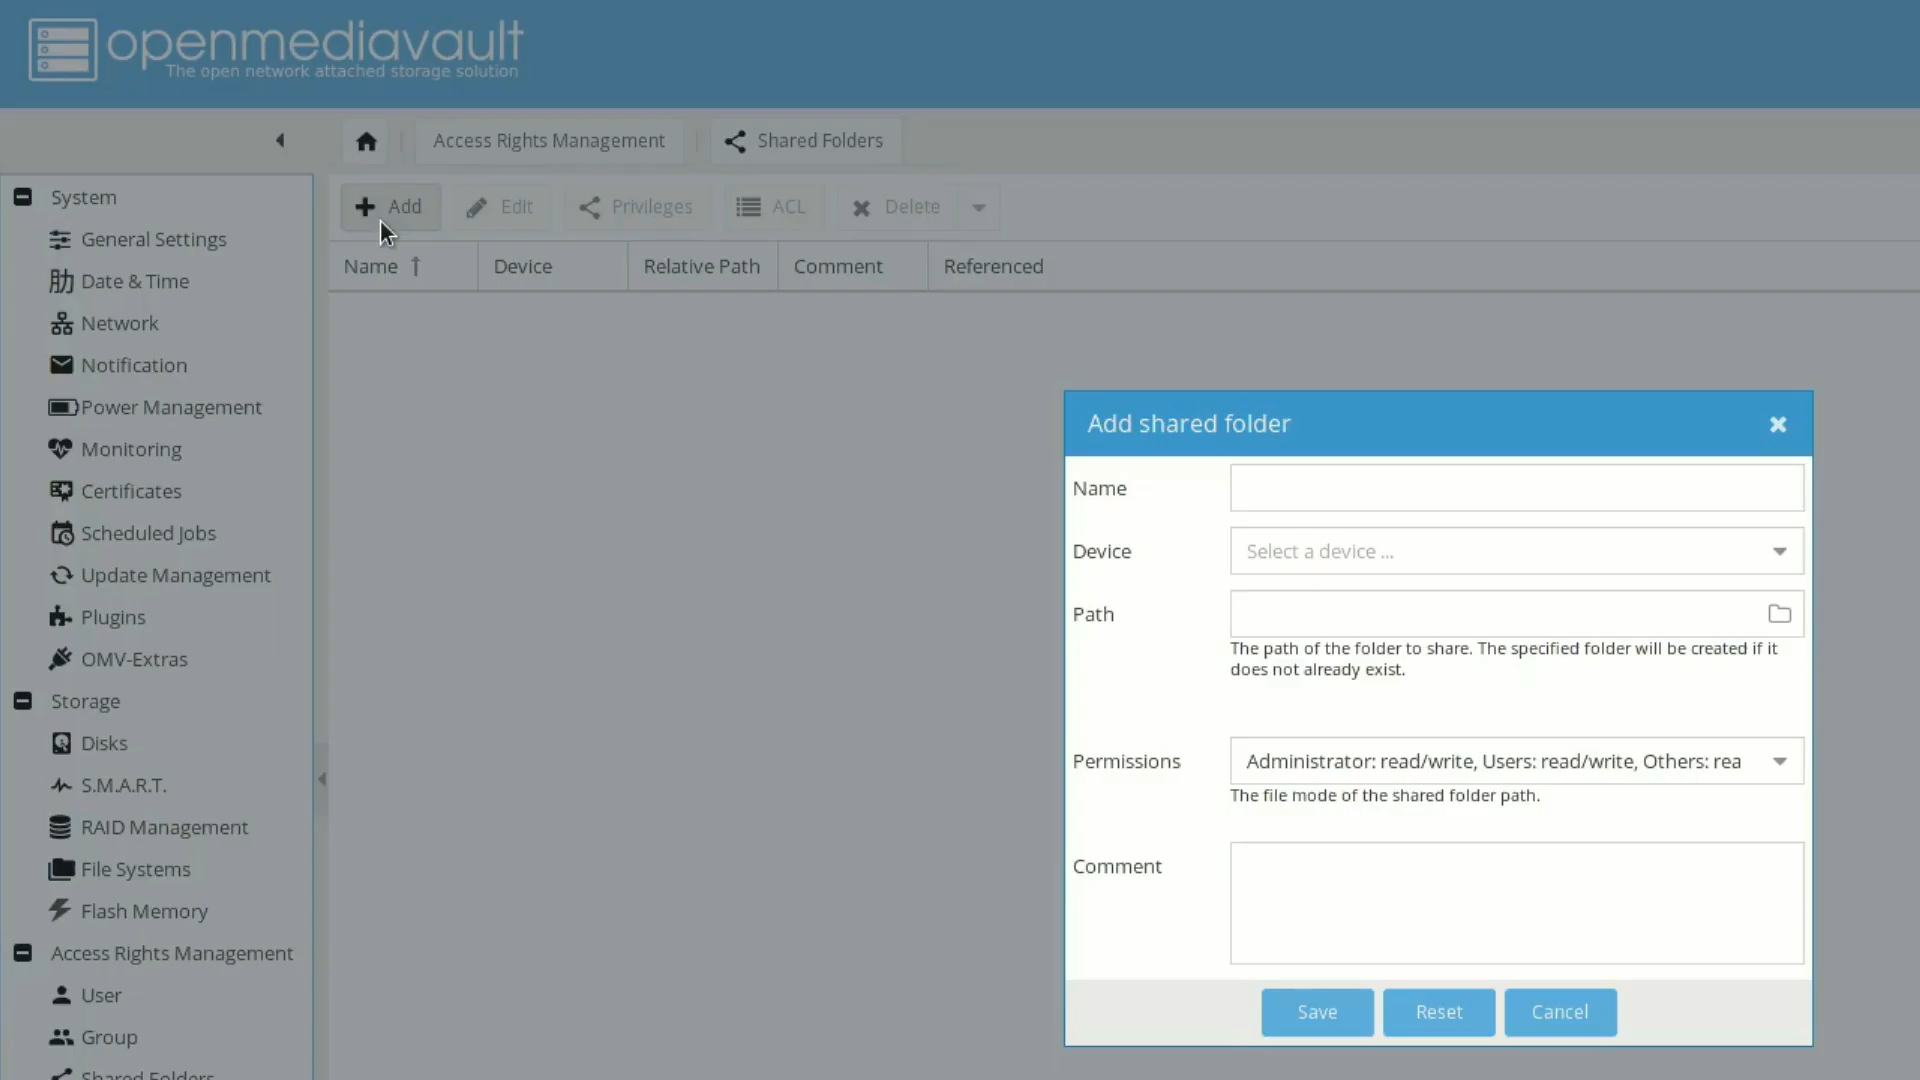 openmediavault
The open network attached storage solution
Access Rights Management
Shared Folders
System
General Settings
Date & Time
Network
Notification
Power Management
Monitoring
Certificates
Scheduled Jobs
Update Management
Plugins
OMV-Extras
Storage
Disks
S.M.A.R.T.
RAID Management
File Systems
Flash Memory
Access Rights Management
User
Group
Shared Folders
Add Edit Privileges ACL Delete
Name Device Relative Path Comment Referenced
Add shared folder
Name
Device Select a device ...
Path
The path of the folder to share. The specified folder will be created if it
does not already exist.
Permissions Administrator: read/write, Users: read/write, Others: rea
The file mode of the shared folder path.
Comment
Save Reset Cancel